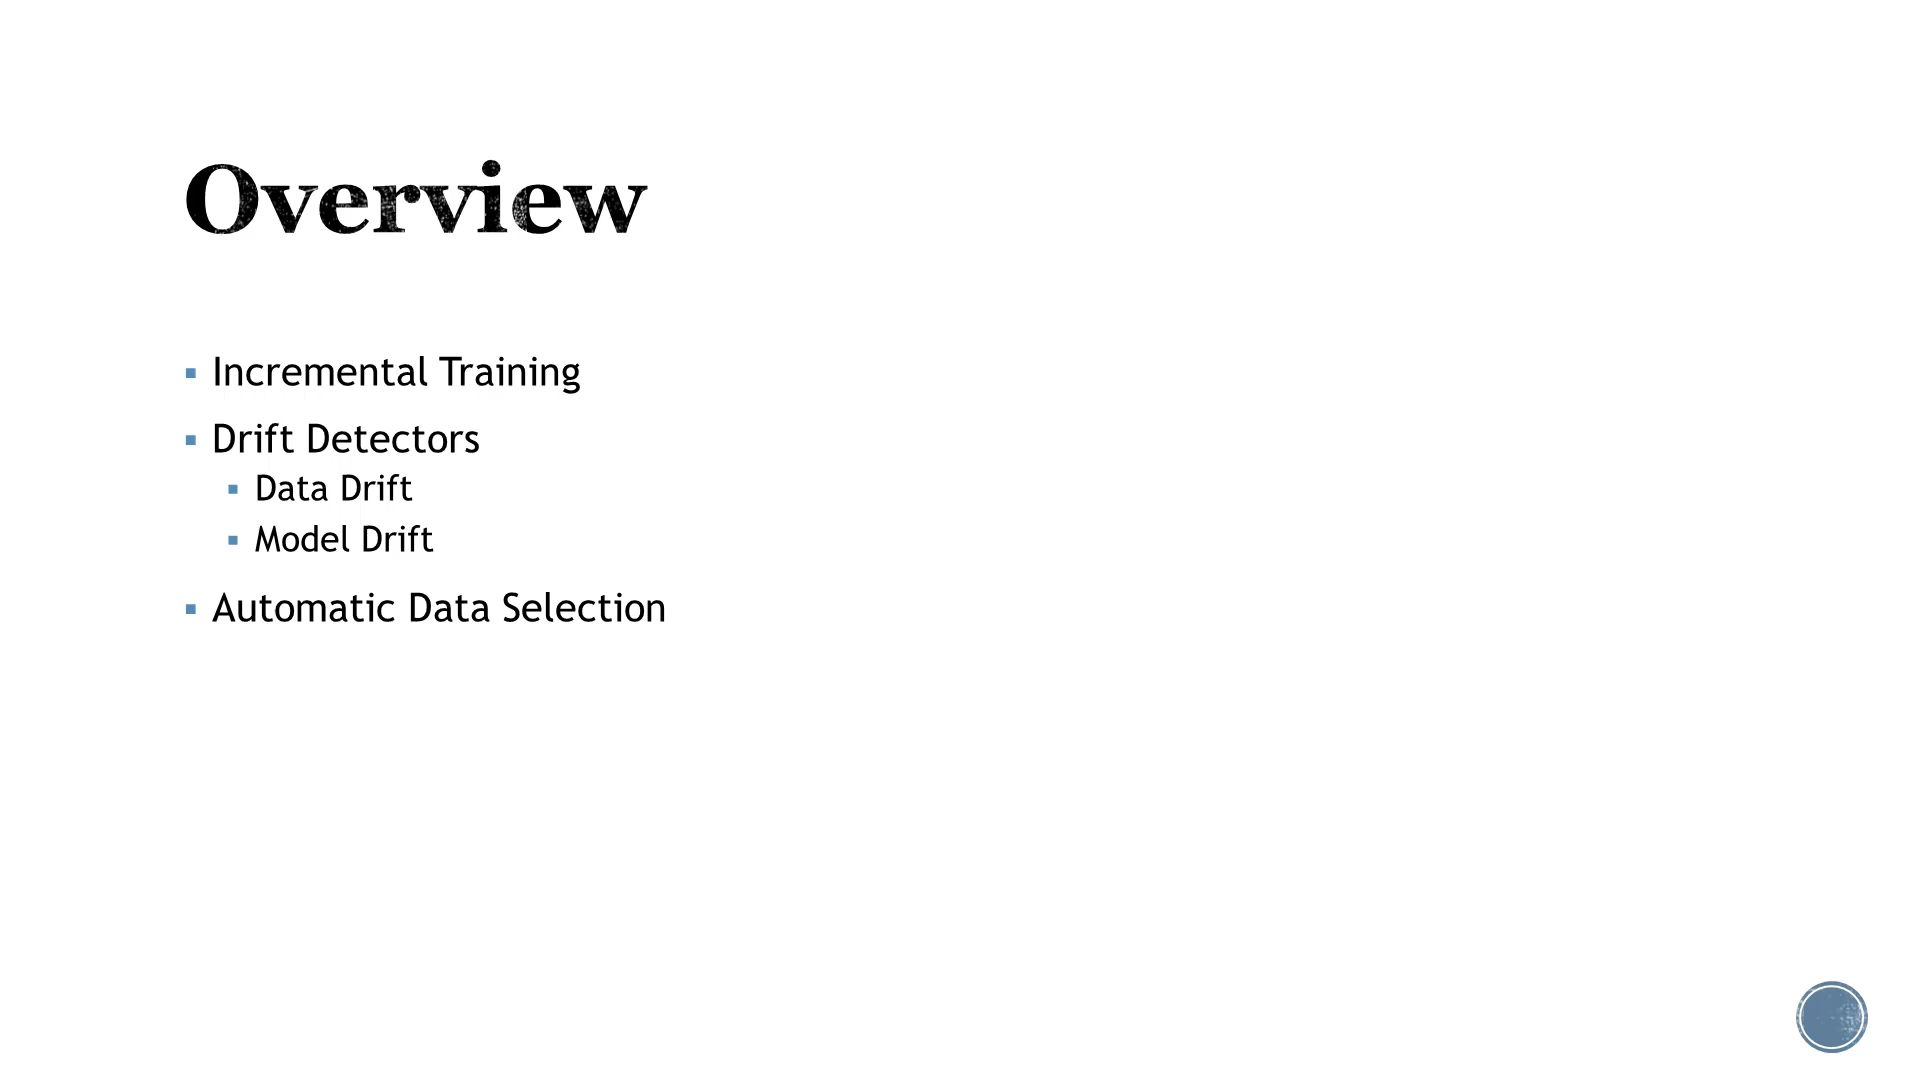 Overview
Incremental Training
Drift Detectors
Data Drift
Model Drift
Automatic Data Selection